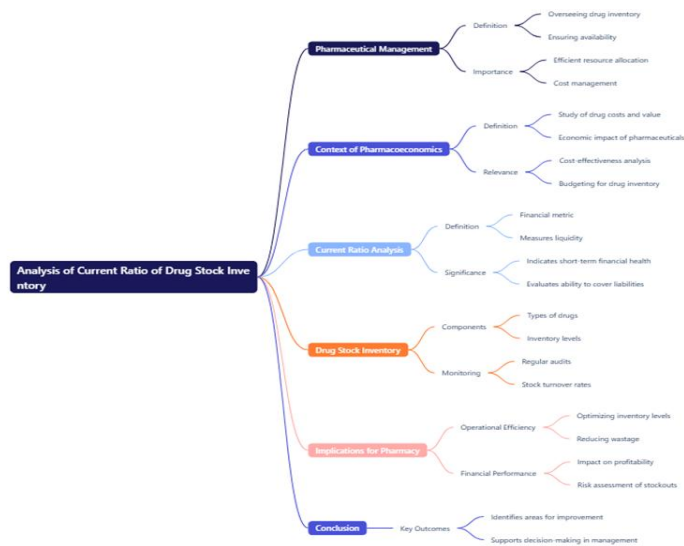 Analysis of Current Ratio of Drug Stock Inve
ntory
Pharmaceutical Management
Definition
Overseeing drug inventory
Ensuring availability
Importance
Efficient resource allocation
Cost management
Context of Pharmacoeconomics
Definition
Study of drug costs and value
Economic impact of pharmaceuticals
Relevance
Cost-effectiveness analysis
Budgeting for drug inventory
Current Ratio Analysis
Definition
Financial metric
Measures liquidity
Significance
Indicates short-term financial health
Evaluates ability to cover liabilities
Drug Stock Inventory
Components
Types of drugs
Inventory levels
Monitoring
Regular audits
Stock turnover rates
Implications for Pharmacy
Operational Efficiency
Optimizing inventory levels
Reducing wastage
Financial Performance
Impact on profitability
Risk assessment of stockouts
Conclusion
Key Outcomes
Identifies areas for improvement
Supports decision-making in management